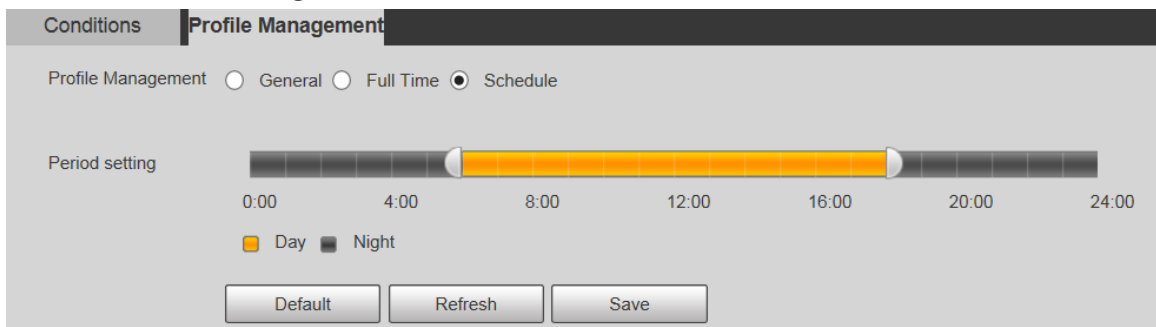 Conditions Profile Management
Profile Management General Full Time Schedule
Period setting
0:00 4:00 8:00 12:00 16:00 20:00 24:00
Day Night
Default Refresh Save